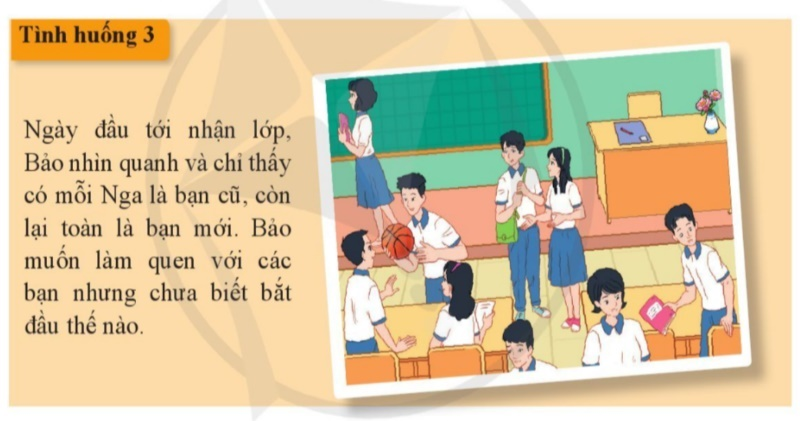 Tình huống 3
Ngày đầu tới nhận lớp,
Bảo nhìn quanh và chỉ thấy
có mỗi Nga là bạn cũ, còn
lại toàn là bạn mới. Bảo
muốn làm quen với các
bạn nhưng chưa biết bắt
đầu thế nào.